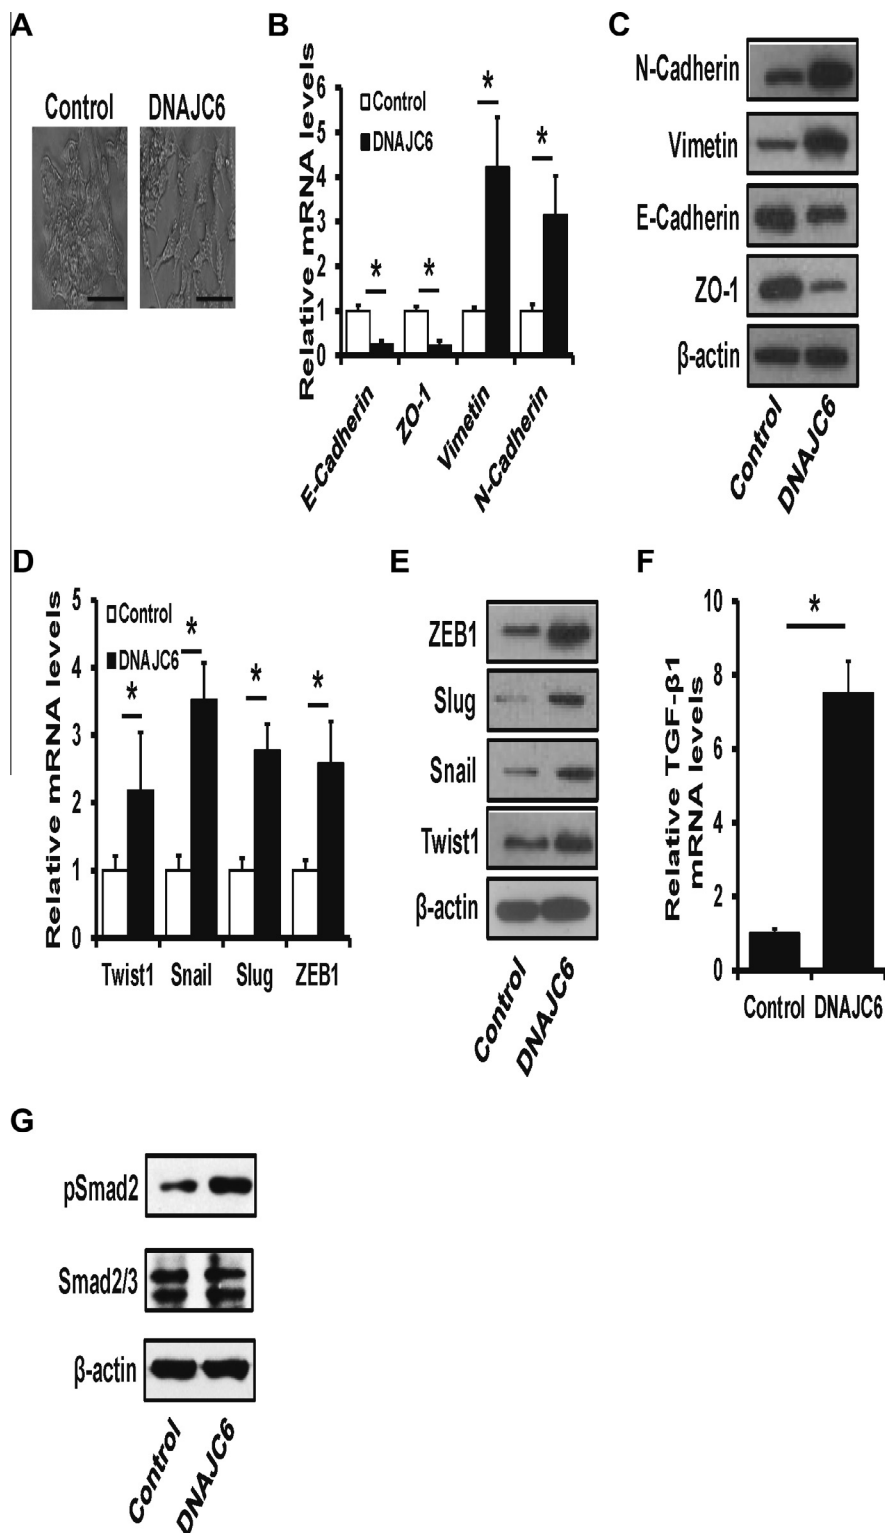 A
Control DNAJC6
B
Relative mRNA levels
6
5
4
3
2
1
0
Control
DNAJC6
*
*
*
*
E-Cadherin
ZO-1
Vimetin
N-Cadherin
C
N-Cadherin
Vimetin
E-Cadherin
ZO-1
β-actin
Control
DNAJC6
D
Relative mRNA levels
5
4
3
2
1
0
Control
DNAJC6
*
*
*
*
Twist1 Snail Slug ZEB1
E
ZEB1
Slug
Snail
Twist1
β-actin
Control
DNAJC6
F
Relative TGF-β1
mRNA levels
10
8
6
4
2
0
*
Control DNAJC6
G
pSmad2
Smad2/3
β-actin
Control
DNAJC6